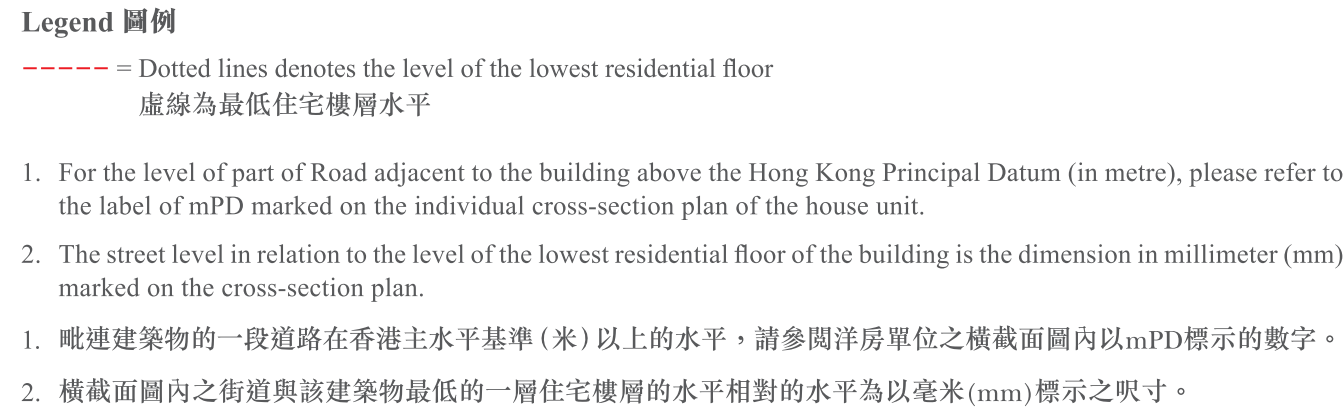 Legend 圖例
= Dotted lines denotes the level of the lowest residential floor
虛線為最低住宅樓層水平
1. For the level of part of Road adjacent to the building above the Hong Kong Principal Datum (in metre), please refer to
the label of mPD marked on the individual cross-section plan of the house unit.
2. The street level in relation to the level of the lowest residential floor of the building is the dimension in millimeter (mm)
marked on the cross-section plan.
1. 毗連建築物的一段道路在香港主水平基準(米)以上的水平，請參閱洋房單位之橫截面圖內以mPD標示的數字。
2. 橫截面圖內之街道與該建築物最低的一層住宅樓層的水平相對的水平為以毫米(mm)標示之呎寸。